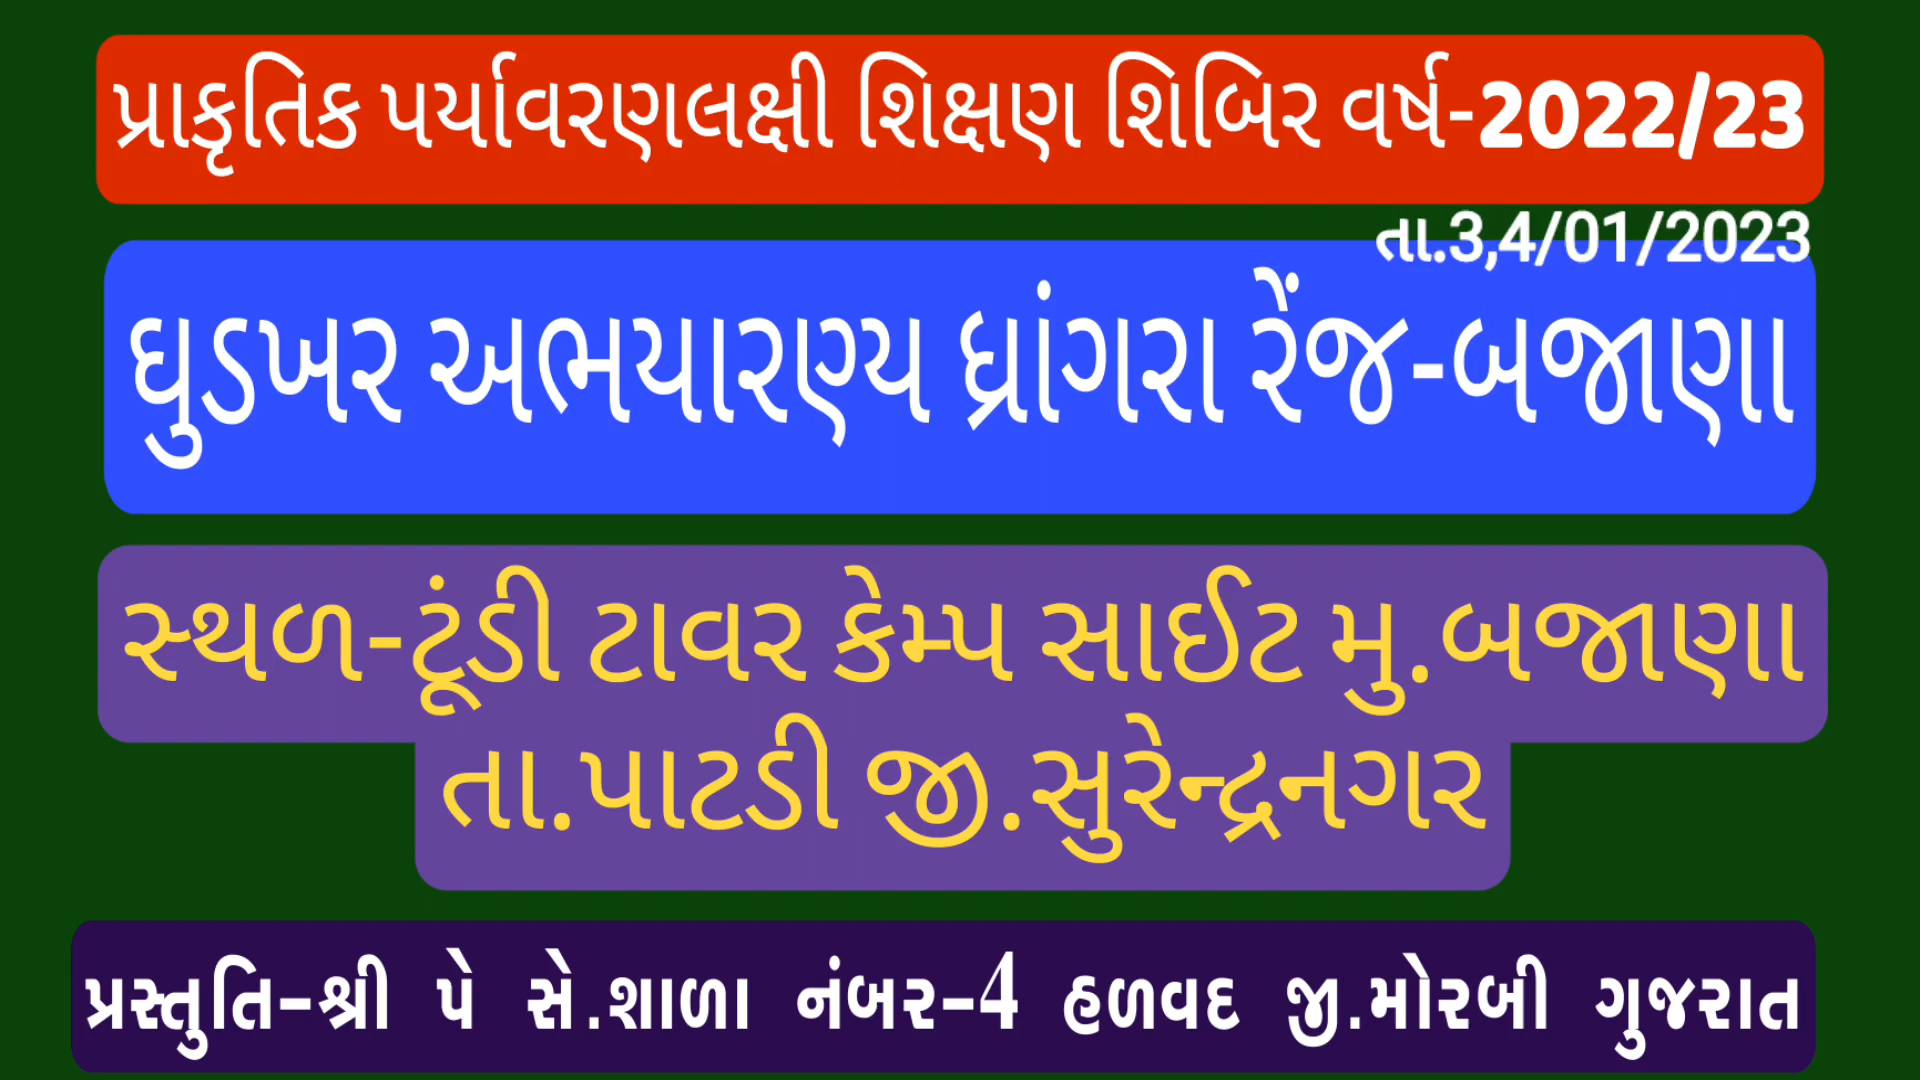 પ્રાકૃતિક પર્યાવરણલક્ષી શિક્ષણ શિબિર વર્ષ-2022/23
તા.3,4/01/2023
ઘુડખર અભયારણ્ય ધ્રાંગરા રેંજ-બજાણા
સ્થળ-ટૂંડી ટાવર કેમ્પ સાઈટ મુ.બજાણા
તા.પાટડી જી.સુરેન્દ્રનગર
પ્રસ્તુતિ-શ્રી પે સે.શાળા નંબર-4 હળવદ જી.મોરબી ગુજરાત